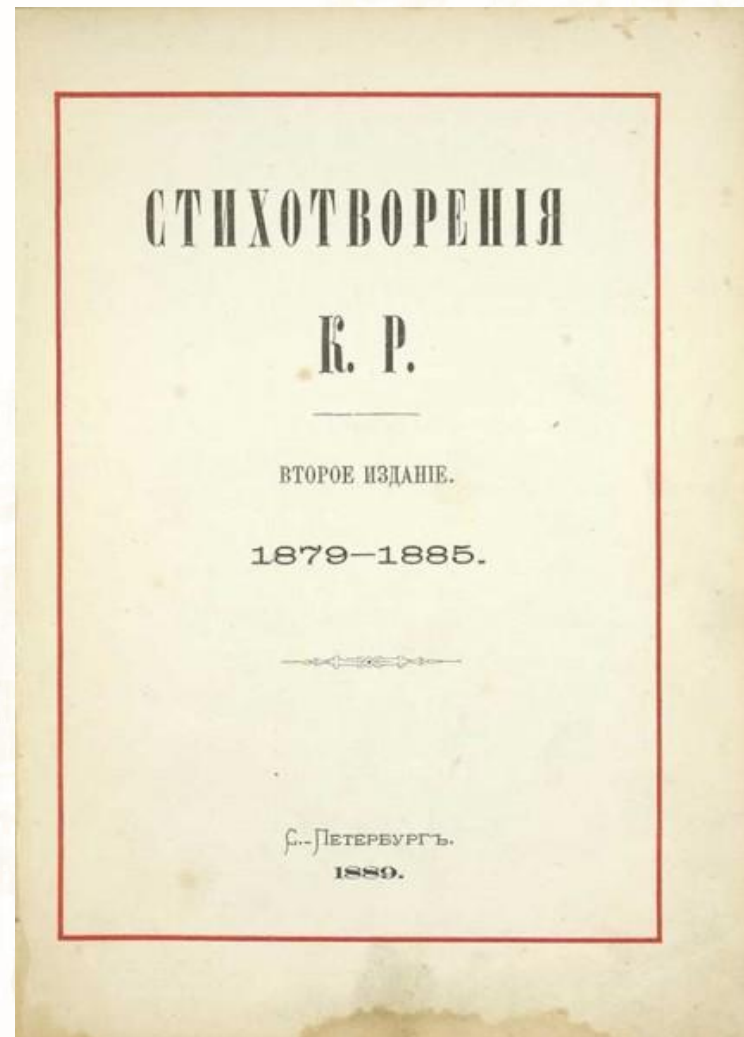 СТИХОТВОРЕНІЯ
К. Р.
ВТОРОЕ ИЗДАНІЕ.
1879—1885.
С.-ПЕТЕРБУРГЪ.
1889.